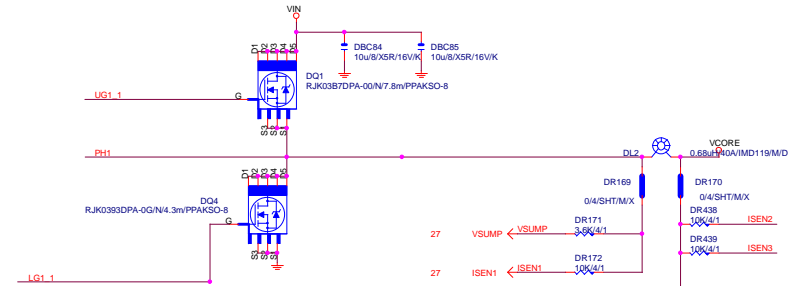 VIN
D1 D2 D3 D4 D5
DBC84
10u/8/X5R/16V/K
DBC85
10u/8/X5R/16V/K
DQ1
RJK03B7DPA-00/N/7.8m/PPAKSO-8
UG1_1
G
S3 S2 S1
PH1
DL2
VCORE
0.68uH/40A/IMD119/M/D
D1 D2 D3 D4 D5
DQ4
RJK0393DPA-0G/N/4.3m/PPAKSO-8
G
S3 S2 S1
DR169
0/4/SHT/M/X
DR170
0/4/SHT/M/X
DR438
10K/4/1
ISEN2
DR171
3.6K/4/1
27 VSUMP VSUMP
DR439
10K/4/1
ISEN3
DR172
10K/4/1
27 ISEN1 ISEN1
LG1_1